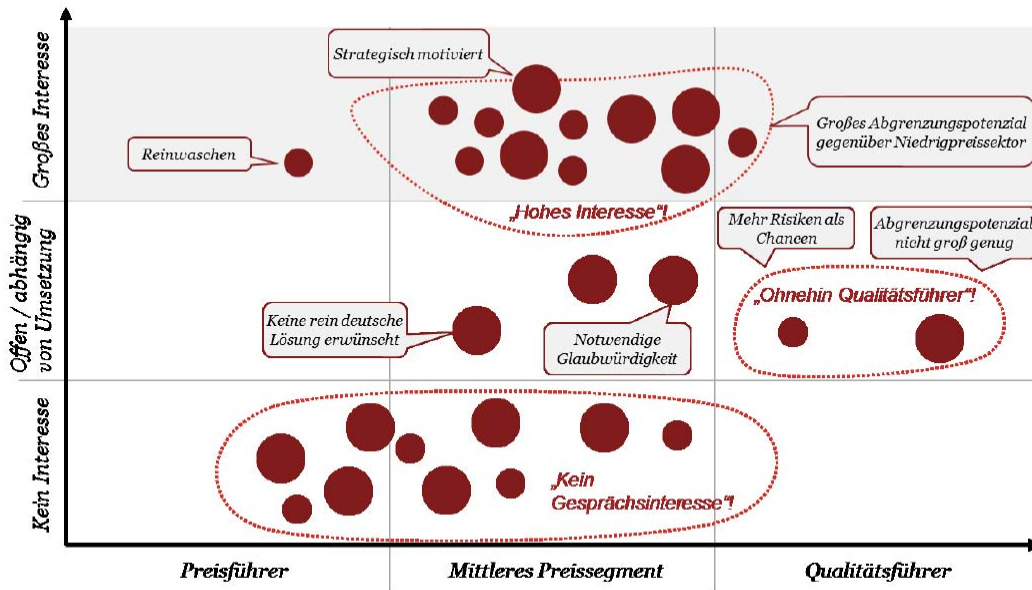 Großes Interesse
Strategisch motiviert
Reinwaschen
Großes Abgrenzungspotenzial
gegenüber Niedrigpreissektor
„Hohes Interesse“!
Offen / abhängig
von Umsetzung
Mehr Risiken als
Chancen
Abgrenzungspotenzial
nicht groß genug
„Ohnehin Qualitätsführer“!
Keine rein deutsche
Lösung erwünscht
Notwendige
Glaubwürdigkeit
Kein Interesse
„Kein
Gesprächsinteresse“!
Preisführer
Mittleres Preissegment
Qualitätsführer